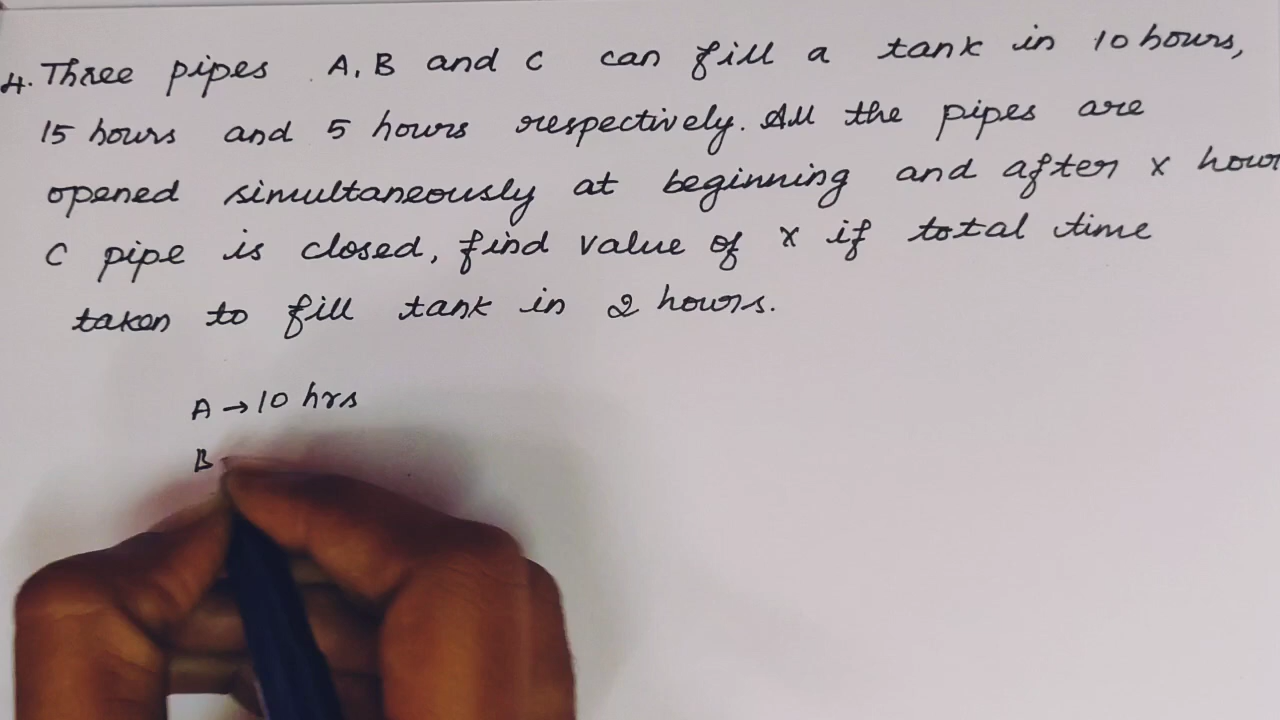 4. Three pipes A, B and C can fill a tank in 10 hours,
15 hours and 5 hours respectively. All the pipes are
opened simultaneously at beginning and after x hour
C pipe is closed, find value of x if total time
taken to fill tank in 2 hours.
A → 10 hrs
B